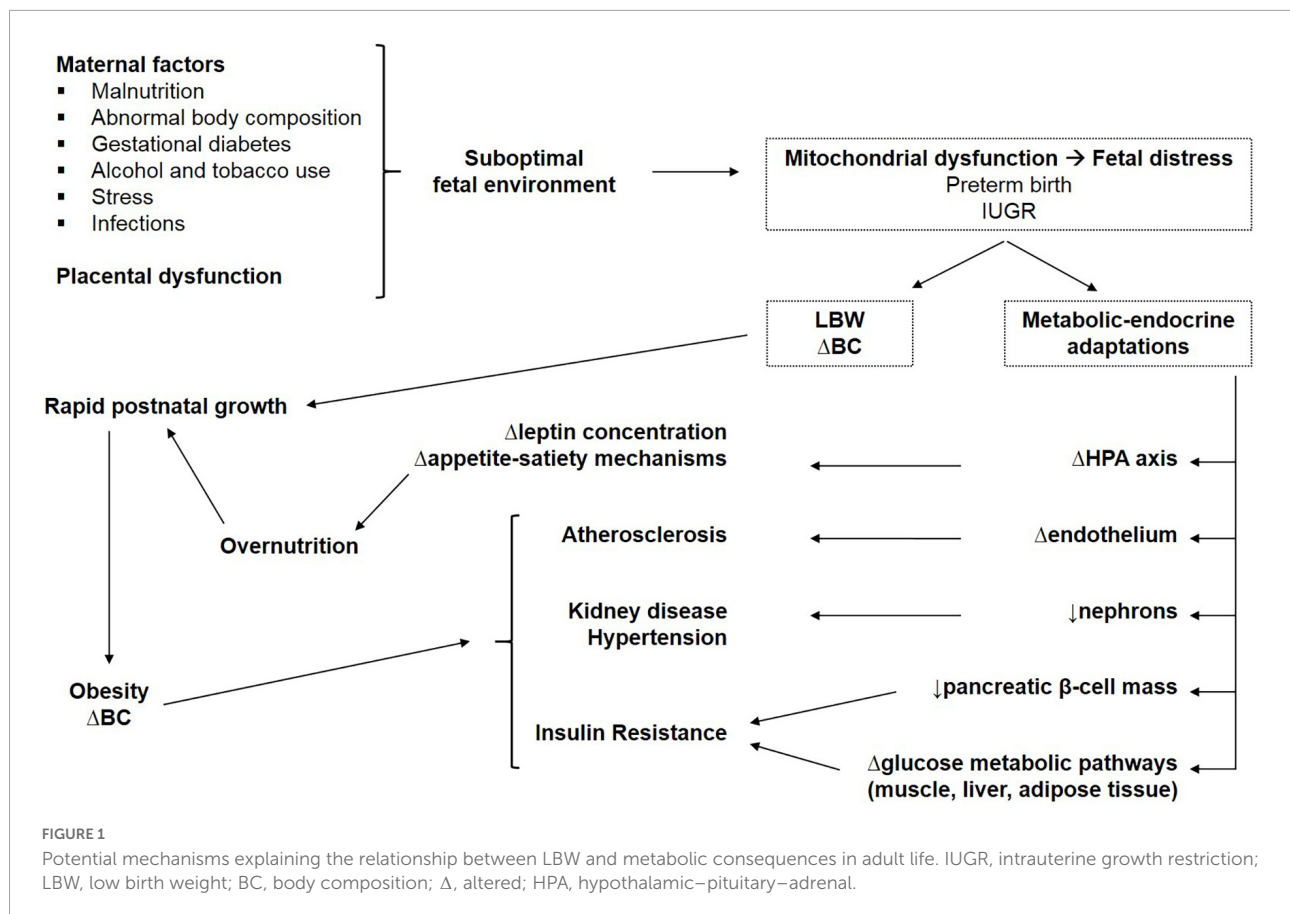 Maternal factors
▪ Malnutrition
▪ Abnormal body composition
▪ Gestational diabetes
▪ Alcohol and tobacco use
▪ Stress
▪ Infections
Placental dysfunction
Suboptimal
fetal environment
Mitochondrial dysfunction → Fetal distress
Preterm birth
IUGR
LBW
ΔBC
Metabolic-endocrine
adaptations
Rapid postnatal growth
Δleptin concentration
Δappetite-satiety mechanisms
ΔHPA axis
Overnutrition
Atherosclerosis
Δendothelium
Kidney disease
Hypertension
↓nephrons
Obesity
ΔBC
Insulin Resistance
↓pancreatic β-cell mass
Δglucose metabolic pathways
(muscle, liver, adipose tissue)
FIGURE 1
Potential mechanisms explaining the relationship between LBW and metabolic consequences in adult life. IUGR, intrauterine growth restriction;
LBW, low birth weight; BC, body composition; Δ, altered; HPA, hypothalamic–pituitary–adrenal.